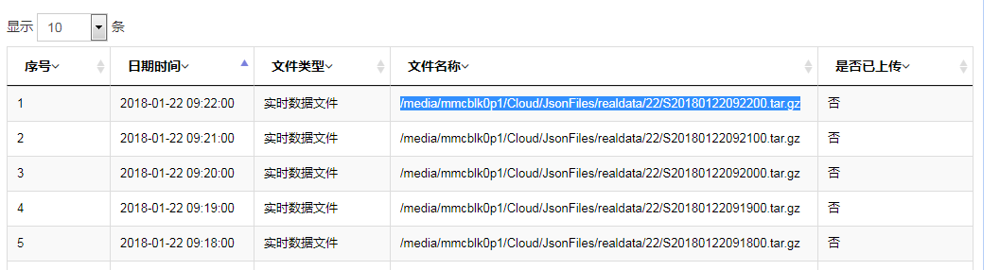 显示 10 条
序号 日期时间 文件类型 文件名称 是否已上传
1 2018-01-22 09:22:00 实时数据文件 /media/mmcblk0p1/Cloud/JsonFiles/realdata/22/S20180122092200.tar.gz 否
2 2018-01-22 09:21:00 实时数据文件 /media/mmcblk0p1/Cloud/JsonFiles/realdata/22/S20180122092100.tar.gz 否
3 2018-01-22 09:20:00 实时数据文件 /media/mmcblk0p1/Cloud/JsonFiles/realdata/22/S20180122092000.tar.gz 否
4 2018-01-22 09:19:00 实时数据文件 /media/mmcblk0p1/Cloud/JsonFiles/realdata/22/S20180122091900.tar.gz 否
5 2018-01-22 09:18:00 实时数据文件 /media/mmcblk0p1/Cloud/JsonFiles/realdata/22/S20180122091800.tar.gz 否